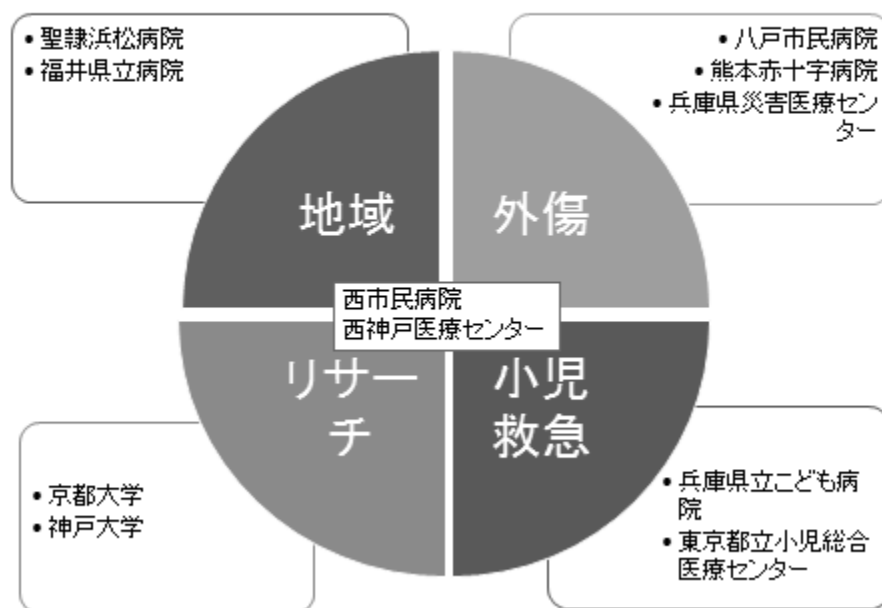 • 聖隷浜松病院
• 福井県立病院
• 八戸市民病院
• 熊本赤十字病院
• 兵庫県災害医療セン
ター
地域
外傷
西市民病院
西神戸医療センター
リサー
チ
小児
救急
• 京都大学
• 神戸大学
• 兵庫県立こども病
院
• 東京都立小児総合
医療センター